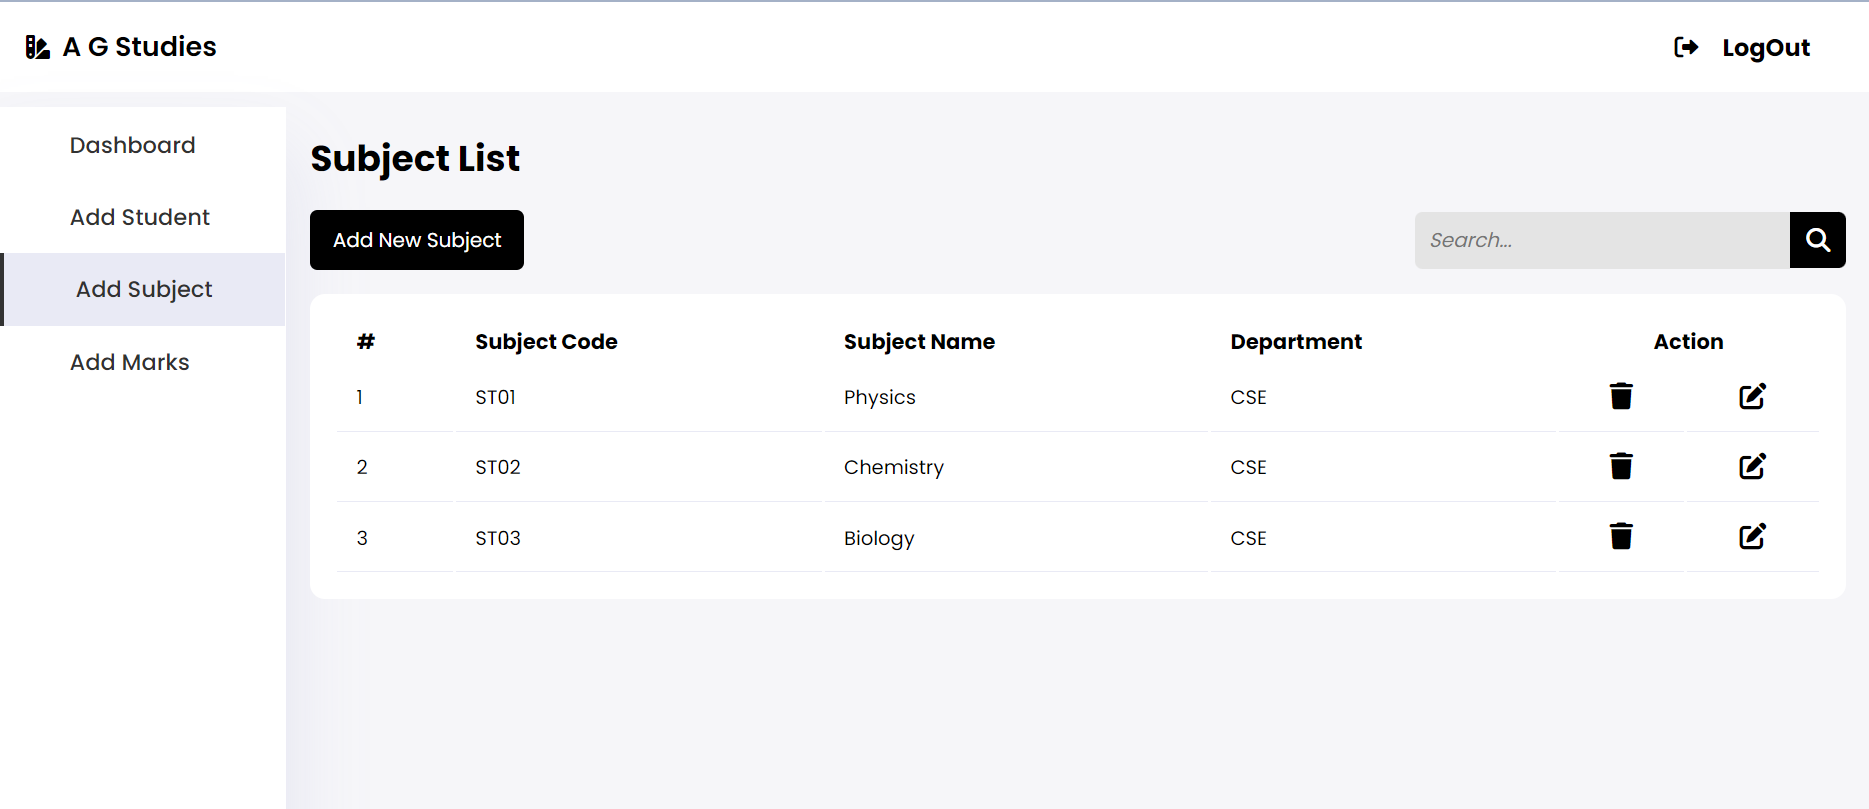 A G Studies
LogOut
Dashboard
Add Student
Add Subject
Add Marks
Subject List
Add New Subject
Search...
# Subject Code Subject Name Department Action
1 ST01 Physics CSE
2 ST02 Chemistry CSE
3 ST03 Biology CSE